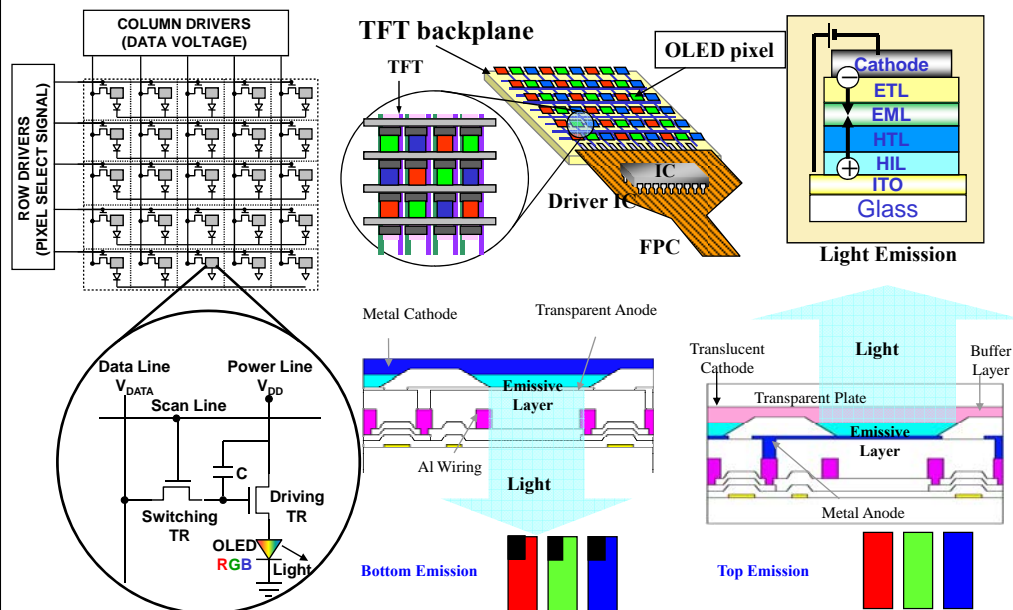 COLUMN DRIVERS
(DATA VOLTAGE)
ROW DRIVERS
(PIXEL SELECT SIGNAL)
TFT backplane
TFT
OLED pixel
IC
Driver IC
FPC
Cathode
ETL
EML
HTL
HIL
ITO
Glass
Light Emission
Data Line
VDATA
Power Line
VDD
Scan Line
C
Switching
TR
Driving
TR
OLED
RGB
Light
Metal Cathode
Transparent Anode
Emissive
Layer
Al Wiring
Light
Bottom Emission
Translucent
Cathode
Light
Buffer
Layer
Transparent Plate
Emissive
Layer
Metal Anode
Top Emission